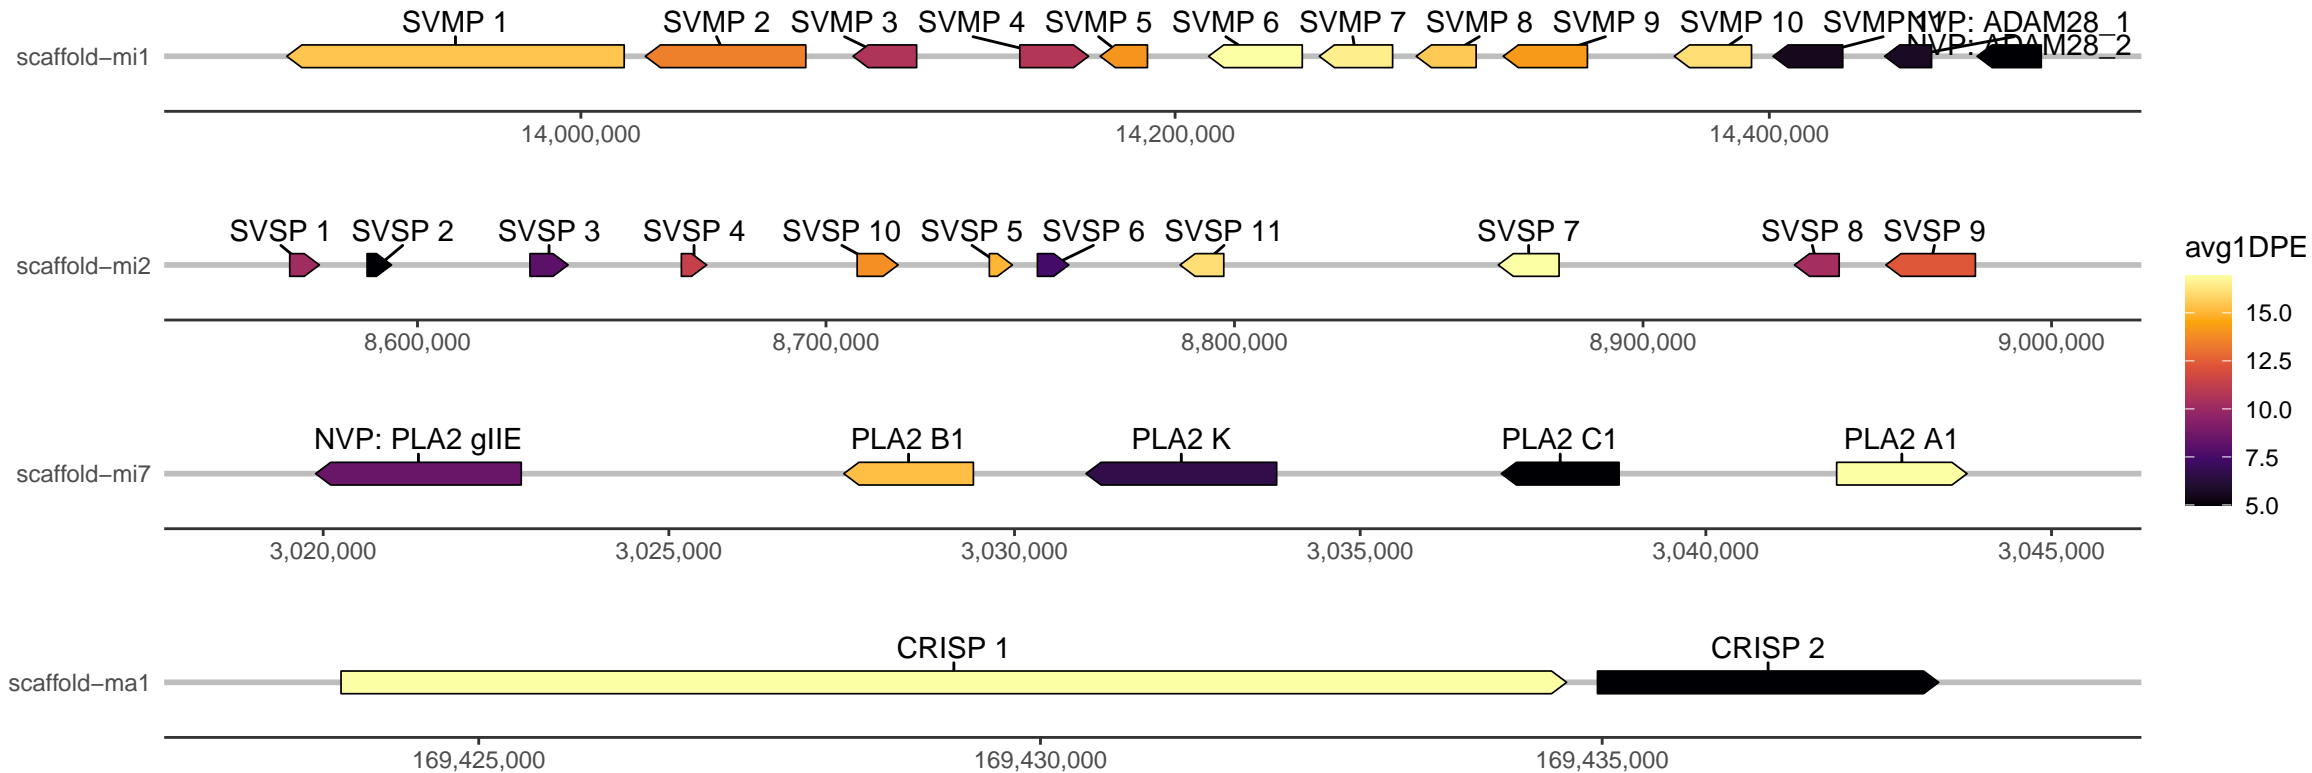 SVMP 1 SVMP 2 SVMP 3 SVMP 4 SVMP 5 SVMP 6 SVMP 7 SVMP 8 SVMP 9 SVMP 10 SVMP 11 NVP: ADAM28_1
NVP: ADAM28_2
scaffold−mi1
14,000,000 14,200,000 14,400,000
SVSP 1 SVSP 2 SVSP 3 SVSP 4 SVSP 10 SVSP 5 SVSP 6 SVSP 11 SVSP 7 SVSP 8 SVSP 9
scaffold−mi2
8,600,000 8,700,000 8,800,000 8,900,000 9,000,000
NVP: PLA2 gIIE PLA2 B1 PLA2 K PLA2 C1 PLA2 A1
scaffold−mi7
3,020,000 3,025,000 3,030,000 3,035,000 3,040,000 3,045,000
CRISP 1 CRISP 2
scaffold−ma1
169,425,000 169,430,000 169,435,000
avg1DPE
15.0
12.5
10.0
7.5
5.0